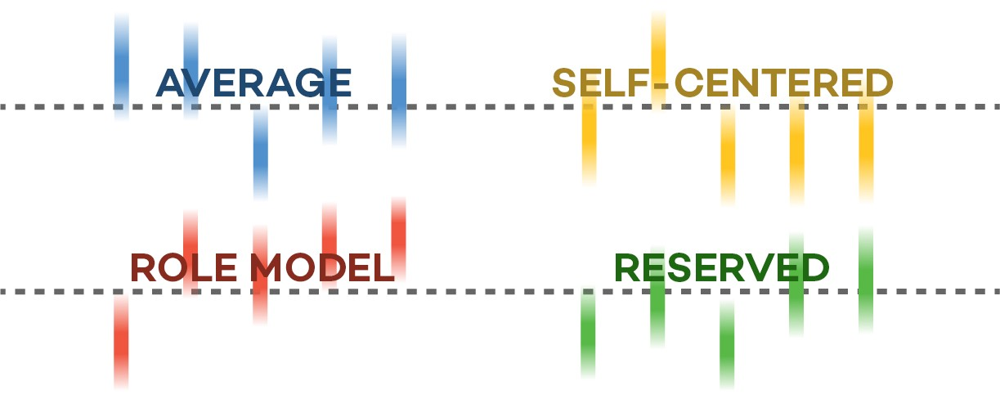 AVERAGE
SELF-CENTERED
ROLE MODEL
RESERVED